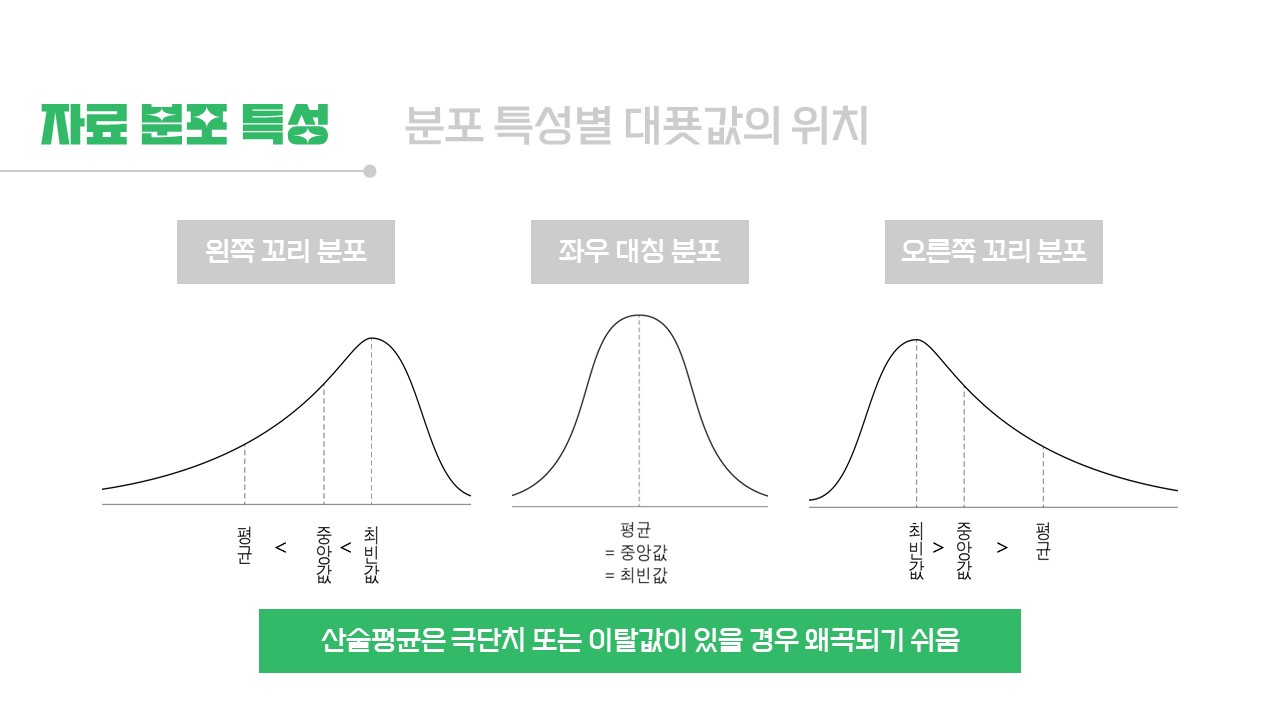 자료 분포 특성
분포 특성별 대푯값의 위치
왼쪽 꼬리 분포
좌우 대칭 분포
오른쪽 꼬리 분포
평균 < 중앙값 < 최빈값
평균
= 중앙값
= 최빈값
최빈값 > 중앙값 > 평균
산술평균은 극단치 또는 이탈값이 있을 경우 왜곡되기 쉬움